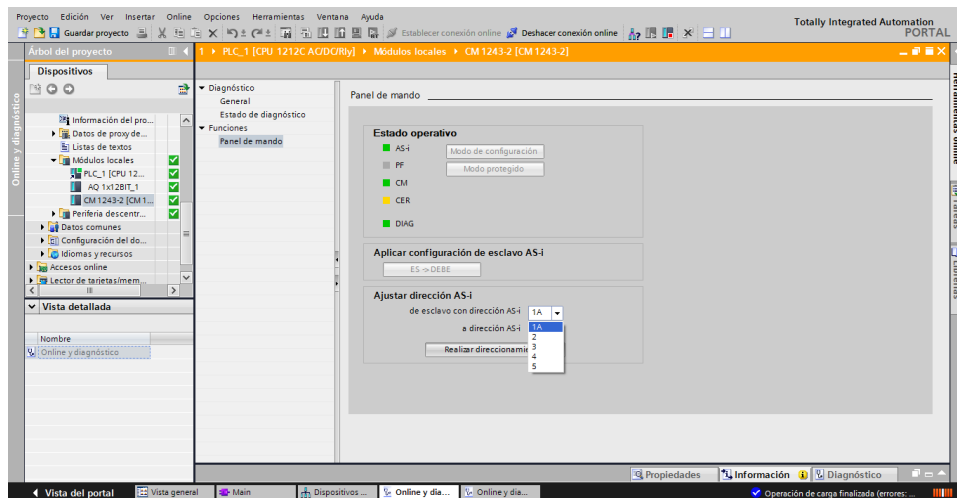 Proyecto Edición Ver Insertar Online Opciones Herramientas Ventana Ayuda
Totally Integrated Automation
PORTAL
Guardar proyecto
Establecer conexión online
Deshacer conexión online
Árbol del proyecto
1 PLC_1 [CPU 1212C AC/DC/Rly] Módulos locales CM 1243-2 [CM 1243-2]
Dispositivos
Online y diagnóstico
Información del pro...
Datos de proxy de...
Listas de textos
Módulos locales
PLC_1 [CPU 12...
AQ 1x12BIT_1
CM 1243-2 [CM 1...
Periferia descentr...
Datos comunes
Configuración del do...
Idiomas y recursos
Accesos online
Lector de tarjetas/mem...
Vista detallada
Nombre
Online y diagnóstico
Diagnóstico
General
Estado de diagnóstico
Funciones
Panel de mando
Panel de mando
Estado operativo
AS-i
Modo de configuración
PF
Modo protegido
CM
CER
DIAG
Aplicar configuración de esclavo AS-i
ES -> DEBE
Ajustar dirección AS-i
de esclavo con dirección AS-i 1A
a dirección AS-i
1A
2
3
4
5
Realizar direccionamie
Herramientas online
Tareas
Librerías
Propiedades
Información
Diagnóstico
Vista del portal
Vista general
Main
Dispositivos ...
Online y dia...
Online y dia...
Operación de carga finalizada (errores: ...